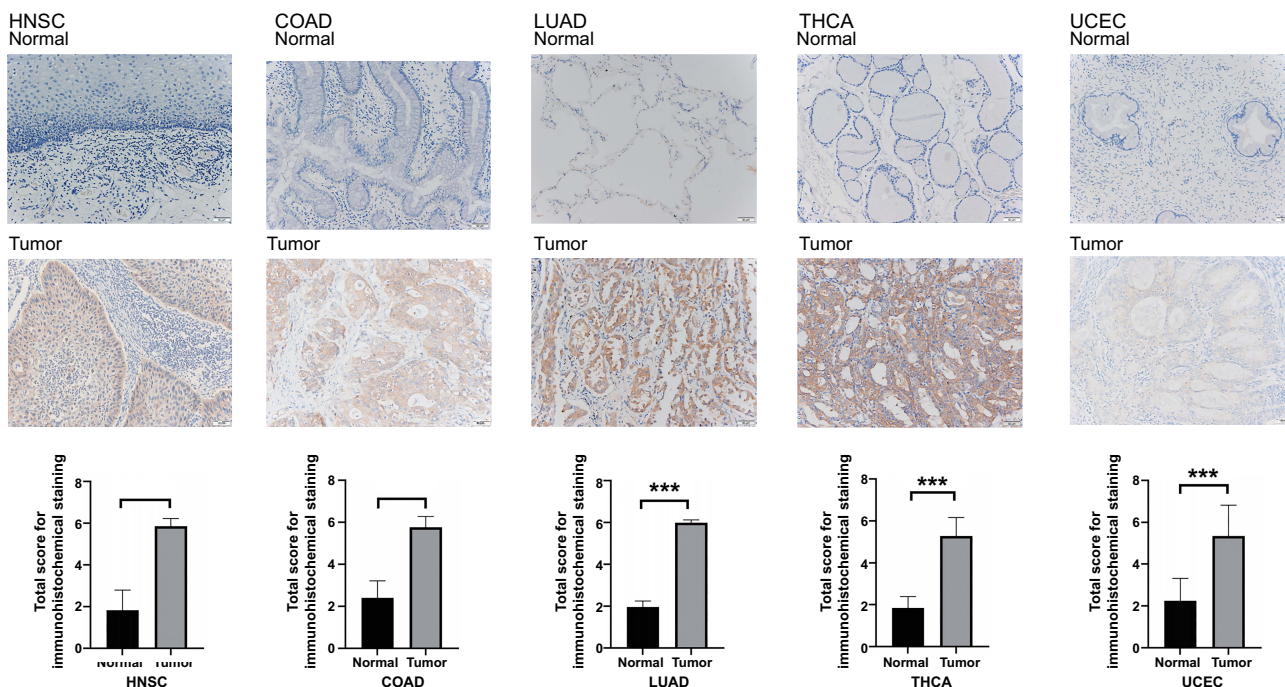 HNSC
Normal
COAD
Normal
LUAD
Normal
THCA
Normal
UCEC
Normal
Tumor
Tumor
Tumor
Tumor
Tumor
Total score for
immunohistochemical staining
8
6
4
2
0
Normal Tumor
HNSC
Total score for
immunohistochemical staining
8
6
4
2
0
Normal Tumor
COAD
Total score for
immunohistochemical staining
***
8
6
4
2
0
Normal Tumor
LUAD
Total score for
immunohistochemical staining
***
8
6
4
2
0
Normal Tumor
THCA
Total score for
immunohistochemical staining
***
8
6
4
2
0
Normal Tumor
UCEC